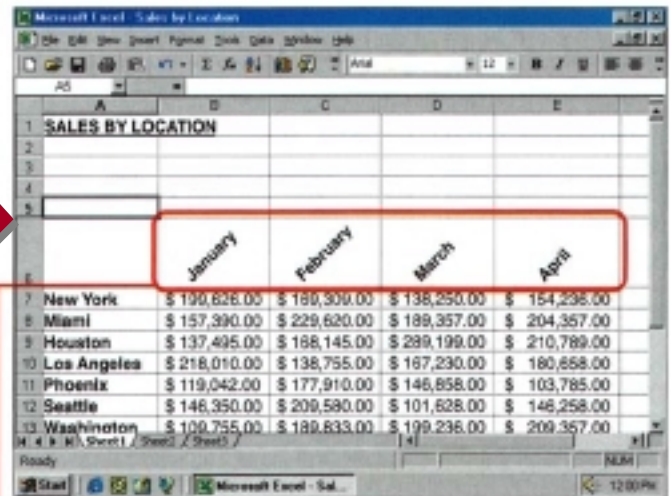 Microsoft Excel - Sales by Location
File Edit View Insert Format Tools Data Window Help
Arial 12 B I U
A5 =
A B C D E
1 SALES BY LOCATION
2
3
4
5
6 January February March April
7 New York $ 199,626.00 $ 169,309.00 $ 138,250.00 $ 154,236.00
8 Miami $ 157,390.00 $ 229,620.00 $ 189,357.00 $ 204,357.00
9 Houston $ 137,495.00 $ 168,145.00 $ 289,199.00 $ 210,789.00
10 Los Angeles $ 218,010.00 $ 138,755.00 $ 167,230.00 $ 180,658.00
11 Phoenix $ 119,042.00 $ 177,910.00 $ 146,858.00 $ 103,785.00
12 Seattle $ 146,350.00 $ 209,580.00 $ 101,628.00 $ 146,258.00
13 Washington $ 109,755.00 $ 189,833.00 $ 199,236.00 $ 209,357.00
Sheet1 / Sheet2 / Sheet3 /
Ready NUM
Start Microsoft Excel - Sal... 12:00 PM